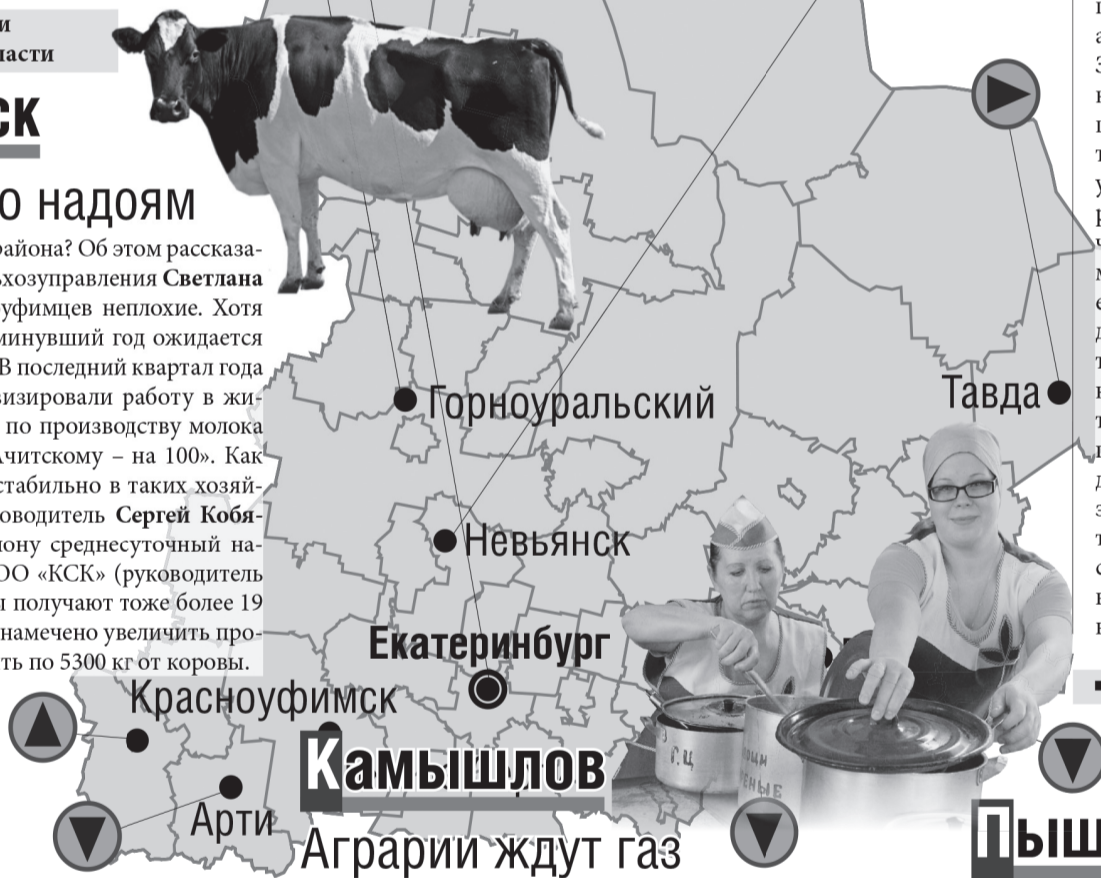 и
ласти
ск
о надоям
района? Об этом рассказа-
ьхозуправления Светлана
уфимцев неплохие. Хотя
минувший год ожидается
В последний квартал года
визировали работу в жи-
по производству молока
Ачитскому – на 100». Как
стабильно в таких хозяй-
оводитель Сергей Кобя-
йону среднесуточный на-
ОО «КСК» (руководитель
ы получают тоже более 19
намечено увеличить про-
ть по 5300 кг от коровы.
Горноуральский
Тавда
Невьянск
Екатеринбург
Красноуфимск
Арти
Камышлов
Аграрии ждут газ
Г.Ц
Пыш